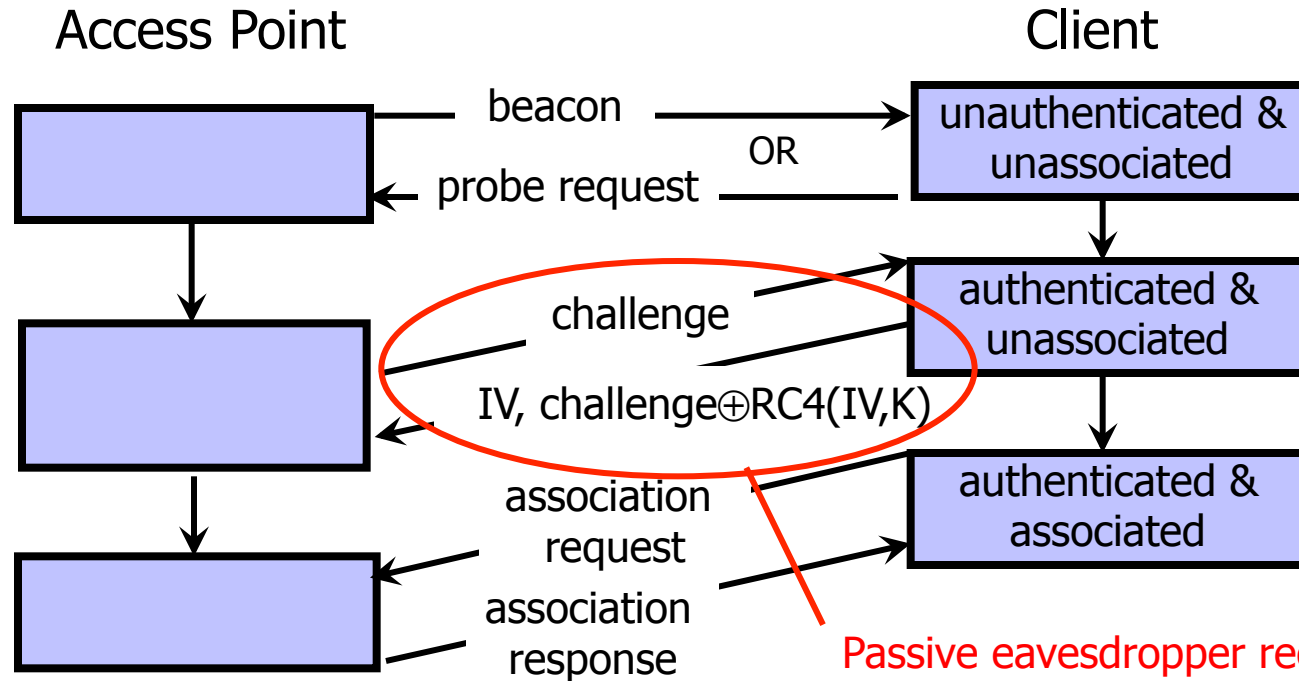 Access Point
Client
beacon
unauthenticated &
unassociated
OR
probe request
challenge
authenticated &
unassociated
IV, challenge⊕RC4(IV,K)
association
request
authenticated &
associated
association
response
Passive eavesdropper